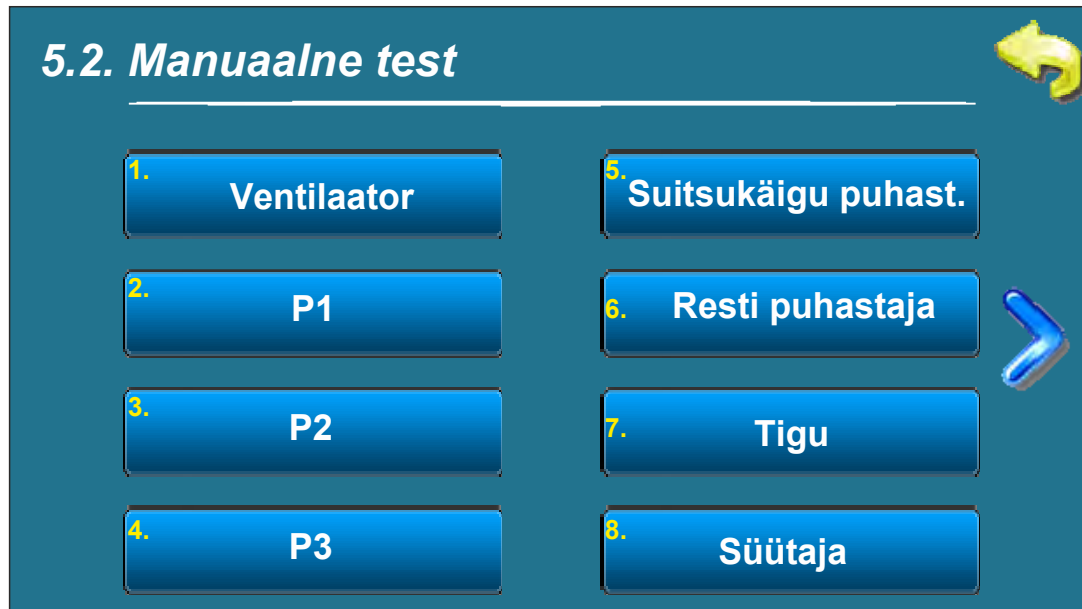 5.2. Manuaalne test
1.
Ventilaator
2.
P1
3.
P2
4.
P3
5.
Suitsukäigu puhast.
6.
Resti puhastaja
7.
Tigu
8.
Süütaja